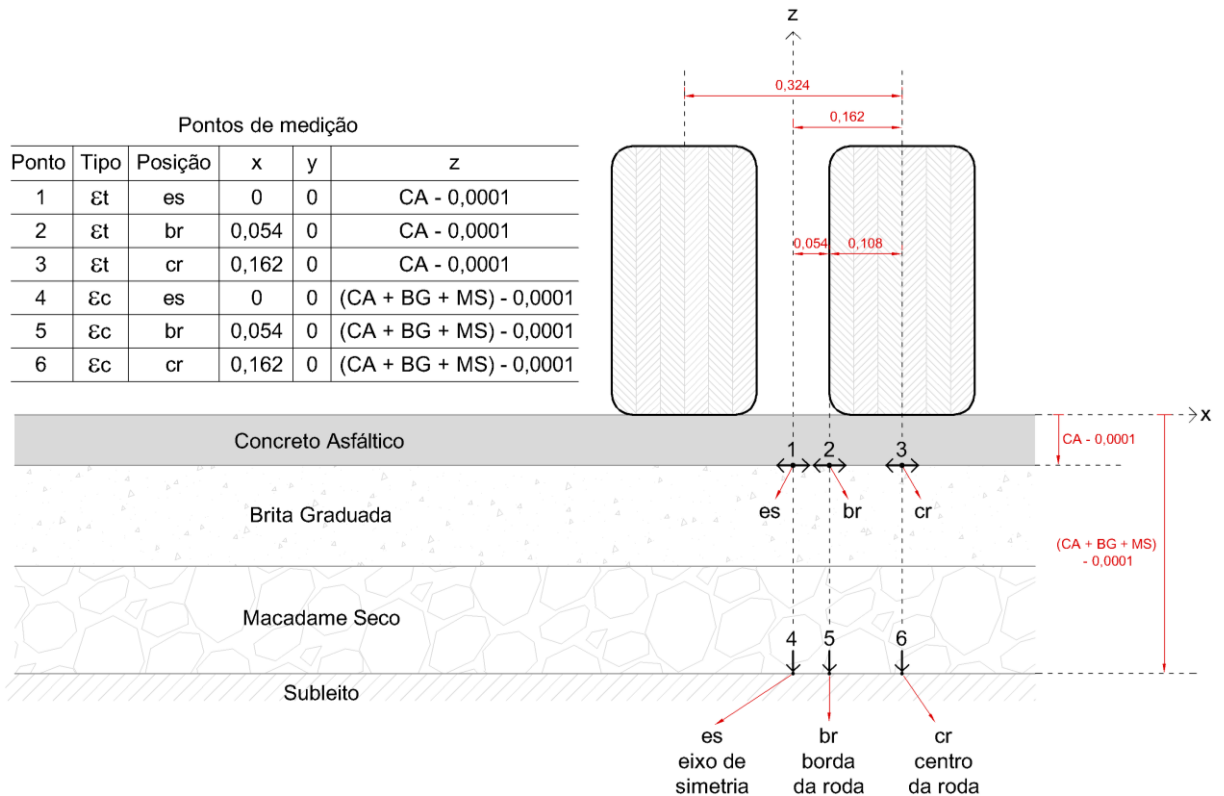 Pontos de medição
Ponto Tipo Posição x y z
1 εt es 0 0 CA - 0,0001
2 εt br 0,054 0 CA - 0,0001
3 εt cr 0,162 0 CA - 0,0001
4 εc es 0 0 (CA + BG + MS) - 0,0001
5 εc br 0,054 0 (CA + BG + MS) - 0,0001
6 εc cr 0,162 0 (CA + BG + MS) - 0,0001
z
0,324
0,162
0,054 0,108
x
Concreto Asfáltico
1 2 3
CA - 0,0001
es br cr
Brita Graduada
(CA + BG + MS)
- 0,0001
Macadame Seco
4 5 6
Subleito
es
eixo de
simetria
br
borda
da roda
cr
centro
da roda